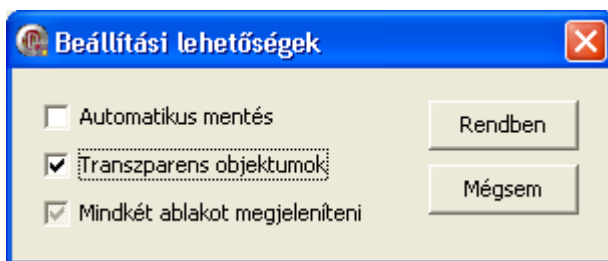 Beállítási lehetőségek
Automatikus mentés
Rendben
Transzparens objektumok
Mégsem
Mindkét ablakot megjeleníteni